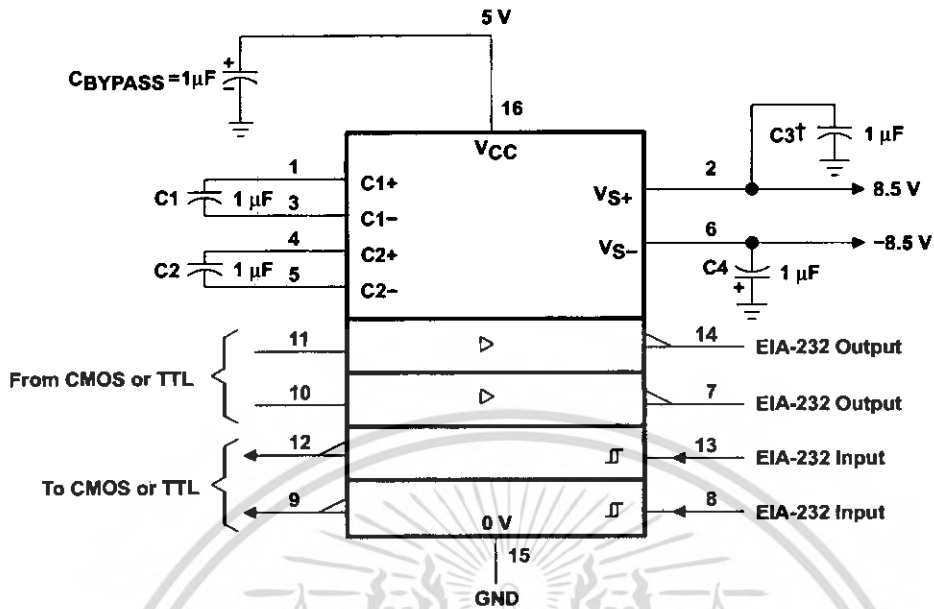 5 V
CBYPASS =1μF
+
−
16
VCC
C3† 1 μF
1
2
C1+
VS+
8.5 V
C1 1 μF
3
C1−
4
6
C2+
VS−
−8.5 V
C2 1 μF
5
C2−
C4 1 μF
+
11
14
EIA-232 Output
From CMOS or TTL
10
7
EIA-232 Output
12
13
EIA-232 Input
To CMOS or TTL
9
8
EIA-232 Input
0 V
15
GND